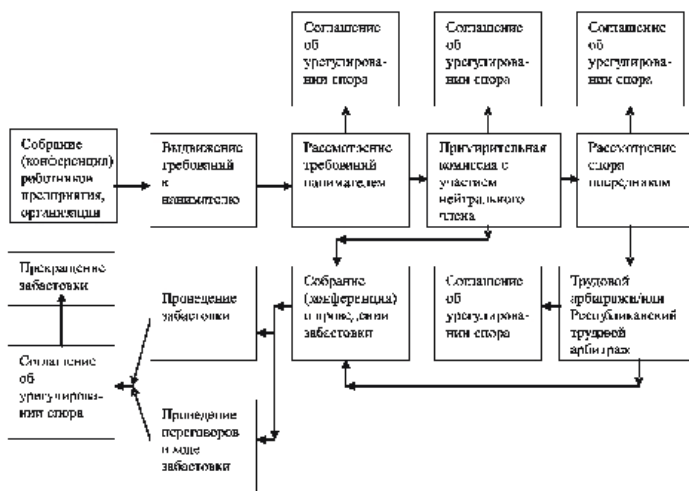 Соглашение
об
урегулирова-
нии спора
Соглашение
об
урегулирова-
нии спора
Соглашение
об
урегулирова-
нии спора
Собрание
(конференция)
работников
предприятия,
организации
Выдвижение
требований
к
нанимателю
Рассмотрение
требований
нанимателем
Примирительная
комиссия с
участием
нейтрального
члена
Рассмотрение
спора
посредником
Прекращение
забастовки
Проведение
забастовки
Собрание
(конференция)
о проведении
забастовки
Соглашение
об
урегулирова-
нии спора
Трудовой
арбитраж/или
Республиканский
трудовой
арбитраж
Соглашение
об
урегулирова-
нии спора
Проведение
переговоров
в ходе
забастовки